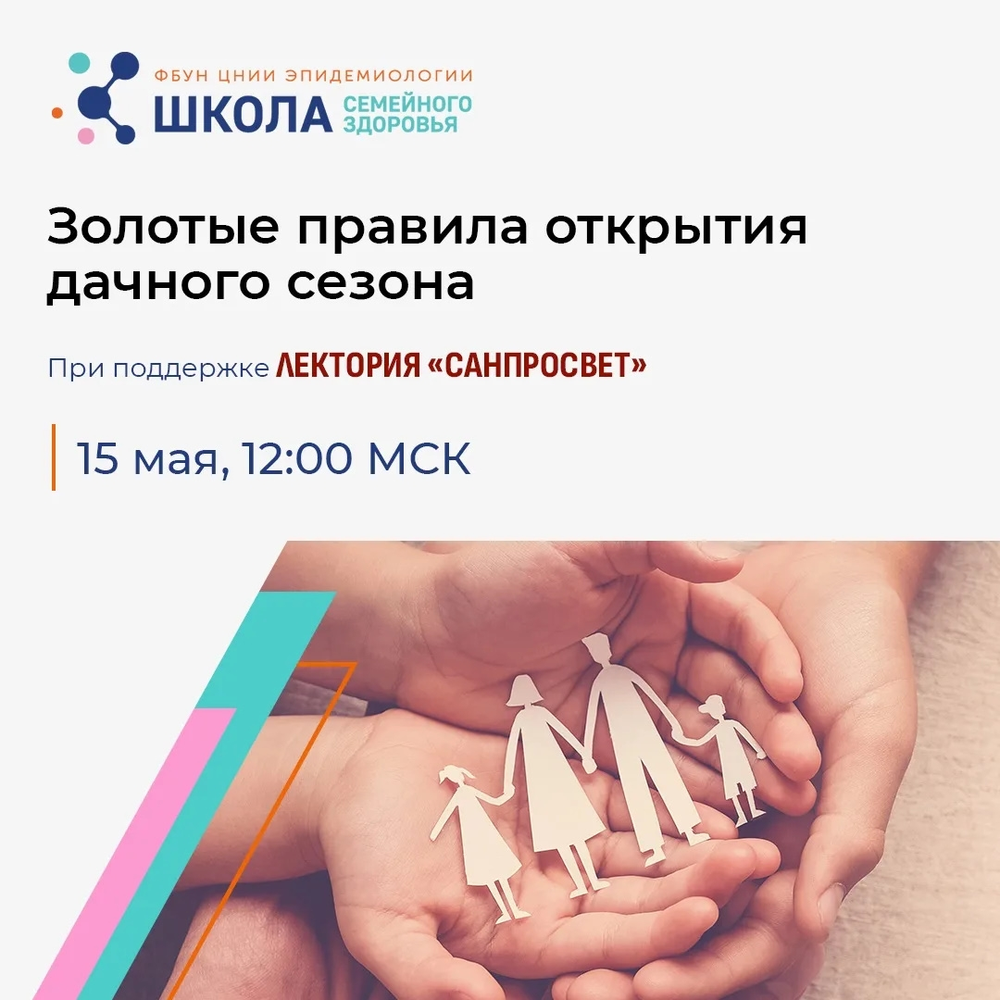 ФБУН ЦНИИ ЭПИДЕМИОЛОГИИ
ШКОЛА СЕМЕЙНОГО
ЗДОРОВЬЯ
Золотые правила открытия
дачного сезона
При поддержке ЛЕКТОРИЯ «САНПРОСВЕТ»
15 мая, 12:00 МСК